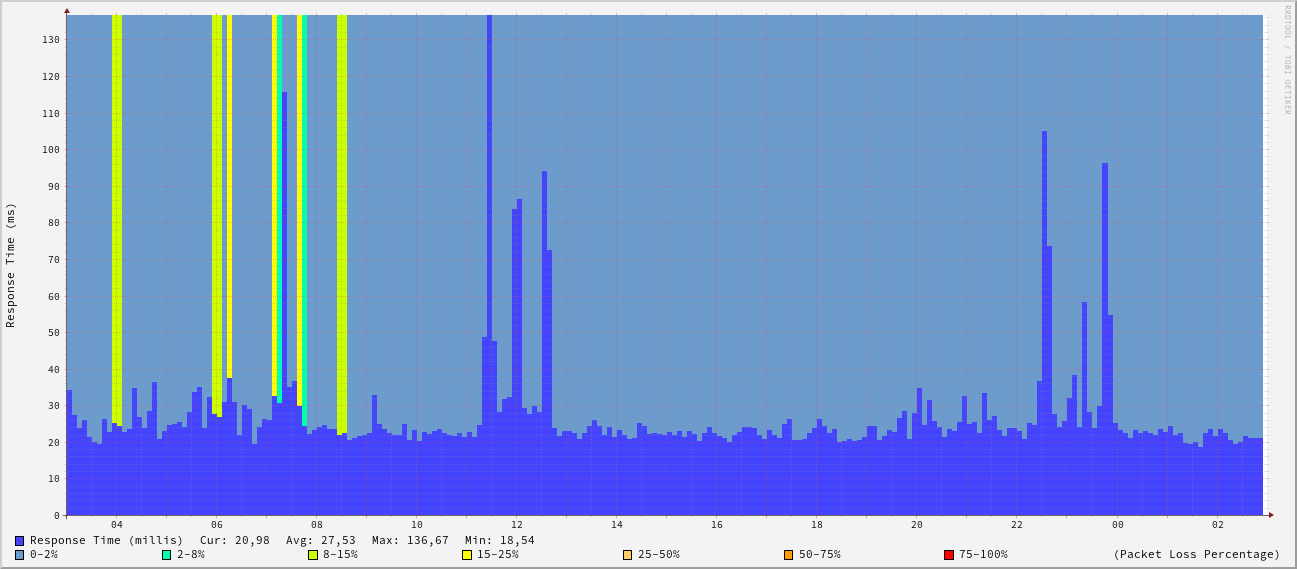 RRDTOOL / TOBI OETIKER
Response Time (ms)
130
120
110
100
90
80
70
60
50
40
30
20
10
0
04 06 08 10 12 14 16 18 20 22 00 02
Response Time (millis) Cur: 20,98 Avg: 27,53 Max: 136,67 Min: 18,54
0-2% 2-8% 8-15% 15-25% 25-50% 50-75% 75-100% (Packet Loss Percentage)